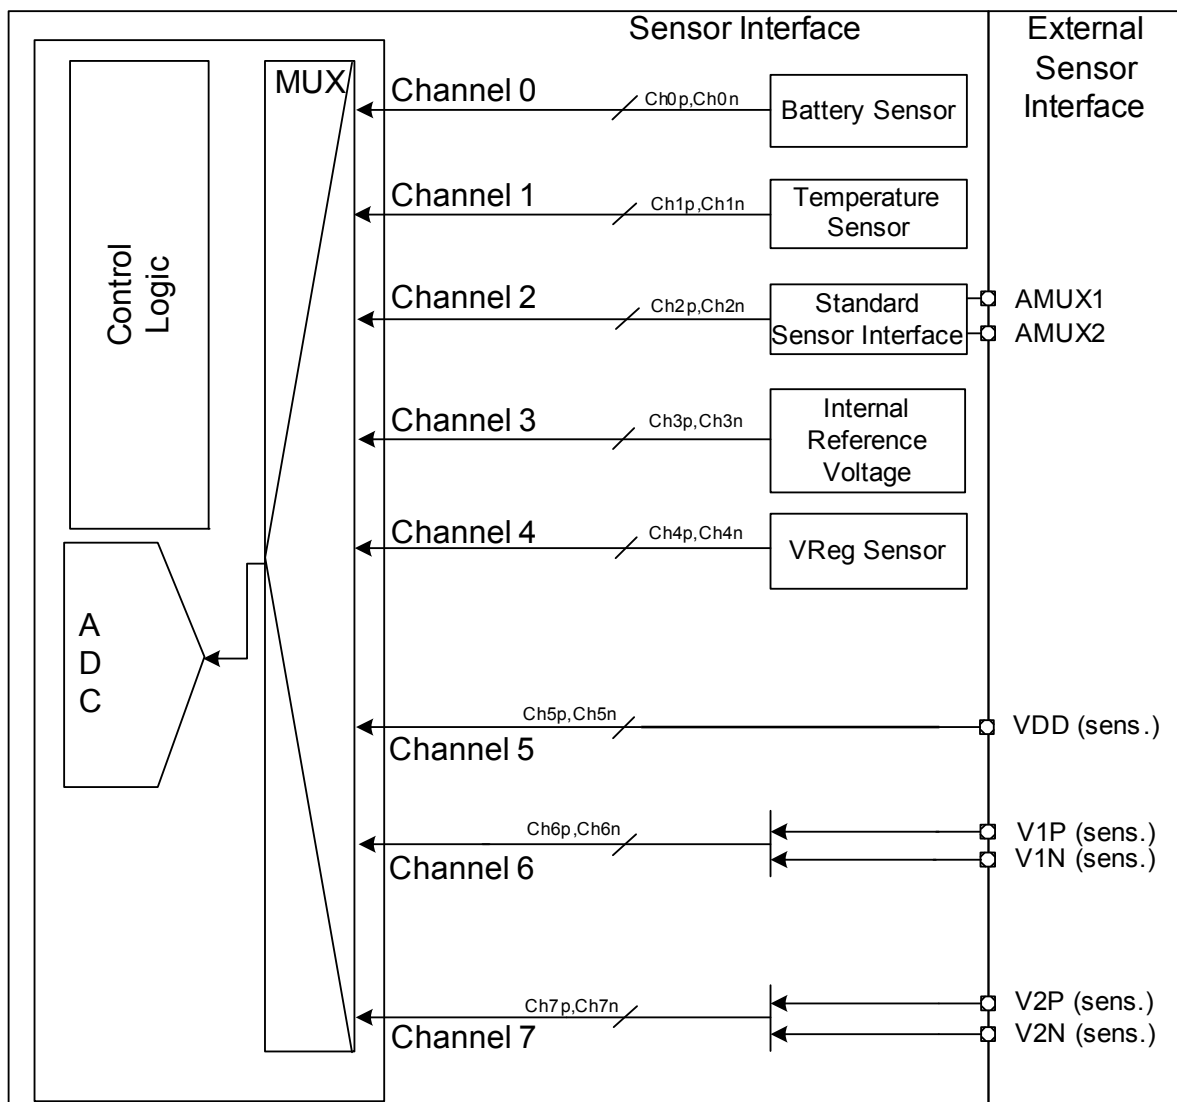 Sensor Interface
External
Sensor
Interface
MUX
Control
Logic
A
D
C
Channel 0
Ch0p,Ch0n
Battery Sensor
Channel 1
Ch1p,Ch1n
Temperature
Sensor
Channel 2
Ch2p,Ch2n
Standard
Sensor Interface
AMUX1
AMUX2
Channel 3
Ch3p,Ch3n
Internal
Reference
Voltage
Channel 4
Ch4p,Ch4n
VReg Sensor
Ch5p,Ch5n
Channel 5
VDD (sens.)
Ch6p,Ch6n
Channel 6
V1P (sens.)
V1N (sens.)
Ch7p,Ch7n
Channel 7
V2P (sens.)
V2N (sens.)